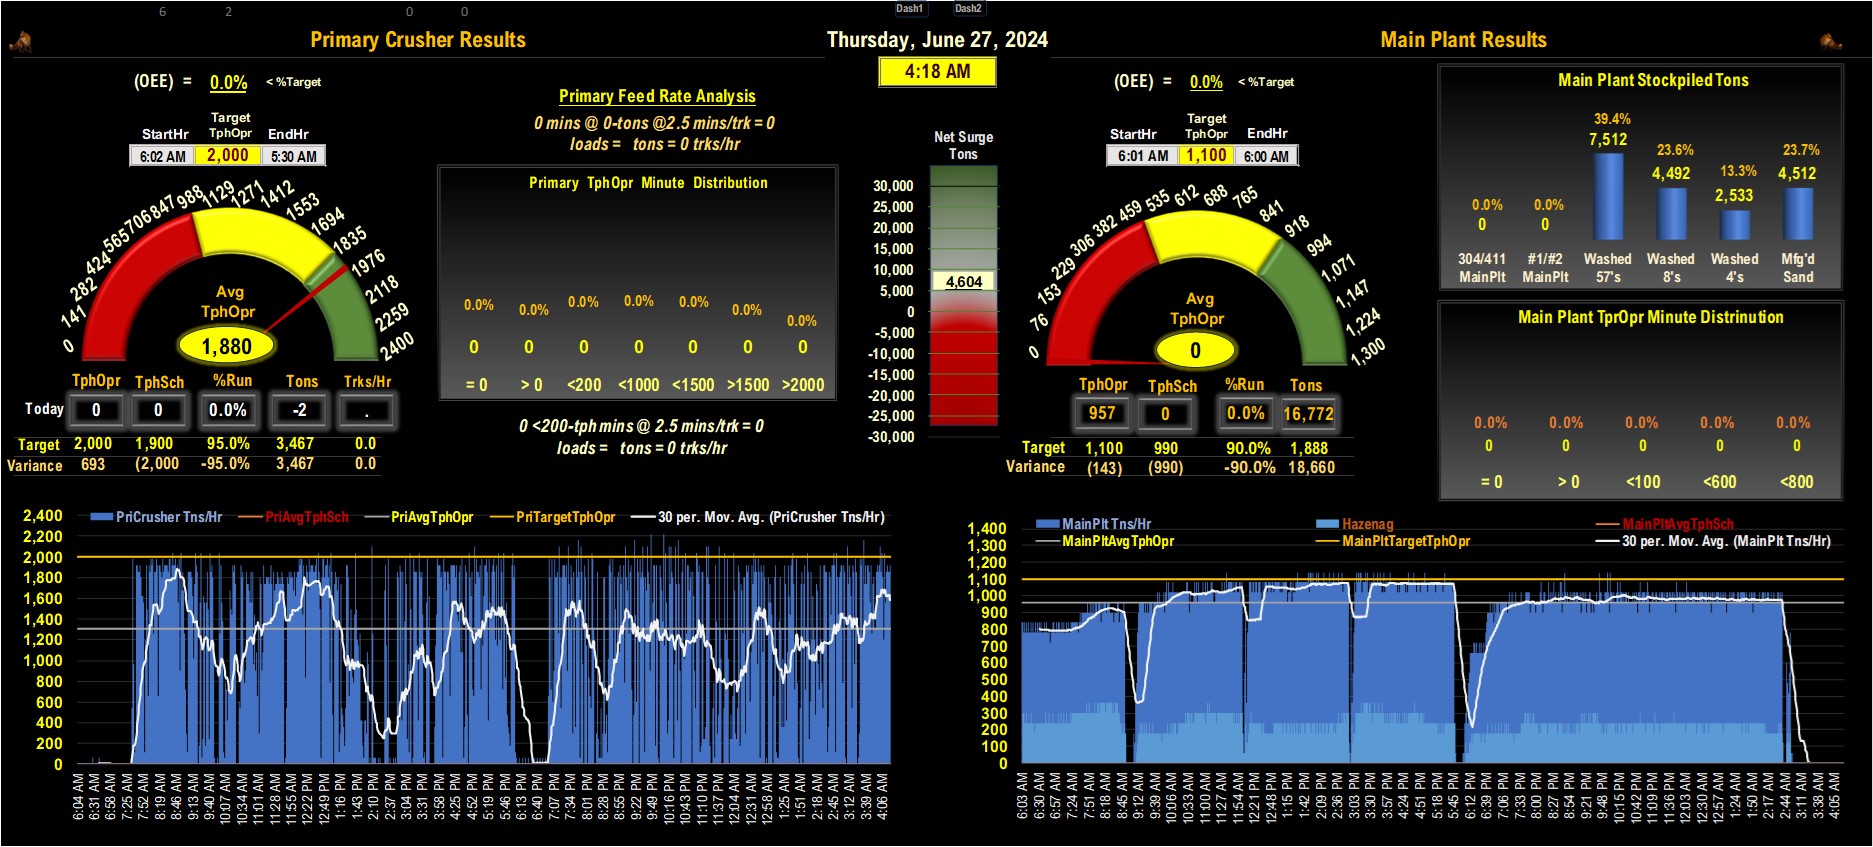 6 2 0 0 Dash1 Dash2
Primary Crusher Results
Thursday, June 27, 2024
Main Plant Results
4:18 AM
(OEE) = 0.0% < %Target
Target
StartHr TphOpr EndHr
6:02 AM 2,000 5:30 AM
0 141 282 424 565 706 847 988 1129 1271 1412 1553 1694 1835 1976 2118 2259 2400
Avg
TphOpr
1,880
TphOpr TphSch %Run Tons Trks/Hr
Today 0 0 0.0% -2 .
Target 2,000 1,900 95.0% 3,467 0.0
Variance 693 (2,000 -95.0% 3,467 0.0
Primary Feed Rate Analysis
0 mins @ 0-tons @2.5 mins/trk = 0
loads = tons = 0 trks/hr
Primary TphOpr Minute Distribution
0.0% 0.0% 0.0% 0.0% 0.0% 0.0% 0.0%
0 0 0 0 0 0 0
= 0 > 0 <200 <1000 <1500 >1500 >2000
0 <200-tph mins @ 2.5 mins/trk = 0
loads = tons = 0 trks/hr
Net Surge
Tons
30,000
25,000
20,000
15,000
10,000
4,604
5,000
0
-5,000
-10,000
-15,000
-20,000
-25,000
-30,000
(OEE) = 0.0% < %Target
Target
StartHr TphOpr EndHr
6:01 AM 1,100 6:00 AM
0 76 153 229 306 382 459 535 612 688 765 841 918 994 1,071 1,147 1,224 1,300
Avg
TphOpr
0
TphOpr TphSch %Run Tons
957 0 0.0% 16,772
Target 1,100 990 90.0% 1,888
Variance (143) (990) -90.0% 18,660
Main Plant Stockpiled Tons
0.0% 0.0% 39.4% 23.6% 13.3% 23.7%
0 0 7,512 4,492 2,533 4,512
304/411 #1/#2 Washed Washed Washed Mfg'd
MainPlt MainPlt 57's 8's 4's Sand
Main Plant TprOpr Minute Distrinution
0.0% 0.0% 0.0% 0.0% 0.0%
0 0 0 0 0
= 0 > 0 <100 <600 <800
PriCrusher Tns/Hr PriAvgTphSch PriAvgTphOpr PriTargetTphOpr 30 per. Mov. Avg. (PriCrusher Tns/Hr)
2,400
2,200
2,000
1,800
1,600
1,400
1,200
1,000
800
600
400
200
0
6:04 AM 6:31 AM 6:58 AM 7:25 AM 7:52 AM 8:19 AM 8:46 AM 9:13 AM 9:40 AM 10:07 AM 10:34 AM 11:01 AM 11:28 AM 11:55 AM 12:22 PM 12:49 PM 1:16 PM 1:43 PM 2:10 PM 2:37 PM 3:04 PM 3:31 PM 3:58 PM 4:25 PM 4:52 PM 5:19 PM 5:46 PM 6:13 PM 6:40 PM 7:07 PM 7:34 PM 8:01 PM 8:28 PM 8:55 PM 9:22 PM 9:49 PM 10:16 PM 10:43 PM 11:10 PM 11:37 PM 12:04 AM 12:31 AM 12:58 AM 1:25 AM 1:51 AM 2:18 AM 2:45 AM 3:12 AM 3:39 AM 4:06 AM
MainPlt Tns/Hr Hazenag MainPltAvgTphSch
MainPltAvgTphOpr MainPltTargetTphOpr 30 per. Mov. Avg. (MainPlt Tns/Hr)
1,400
1,300
1,200
1,100
1,000
900
800
700
600
500
400
300
200
100
0
6:03 AM 6:30 AM 6:57 AM 7:24 AM 7:51 AM 8:18 AM 8:45 AM 9:12 AM 9:39 AM 10:06 AM 10:33 AM 11:00 AM 11:27 AM 11:54 AM 12:21 PM 12:48 PM 1:15 PM 1:42 PM 2:09 PM 2:36 PM 3:03 PM 3:30 PM 3:57 PM 4:24 PM 4:51 PM 5:18 PM 5:45 PM 6:12 PM 6:39 PM 7:06 PM 7:33 PM 8:00 PM 8:27 PM 8:54 PM 9:21 PM 9:48 PM 10:15 PM 10:42 PM 11:09 PM 11:36 PM 12:03 AM 12:30 AM 12:57 AM 1:24 AM 1:50 AM 2:17 AM 2:44 AM 3:11 AM 3:38 AM 4:05 AM